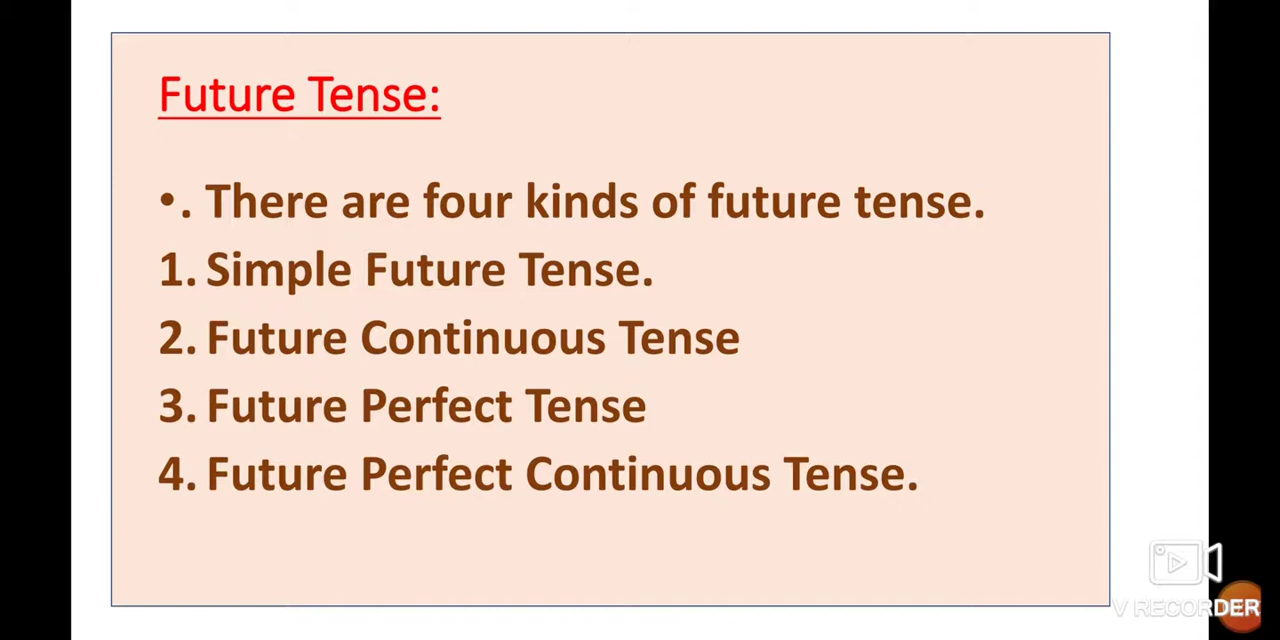 Future Tense:
•. There are four kinds of future tense.
1. Simple Future Tense.
2. Future Continuous Tense
3. Future Perfect Tense
4. Future Perfect Continuous Tense.
V RECORDER